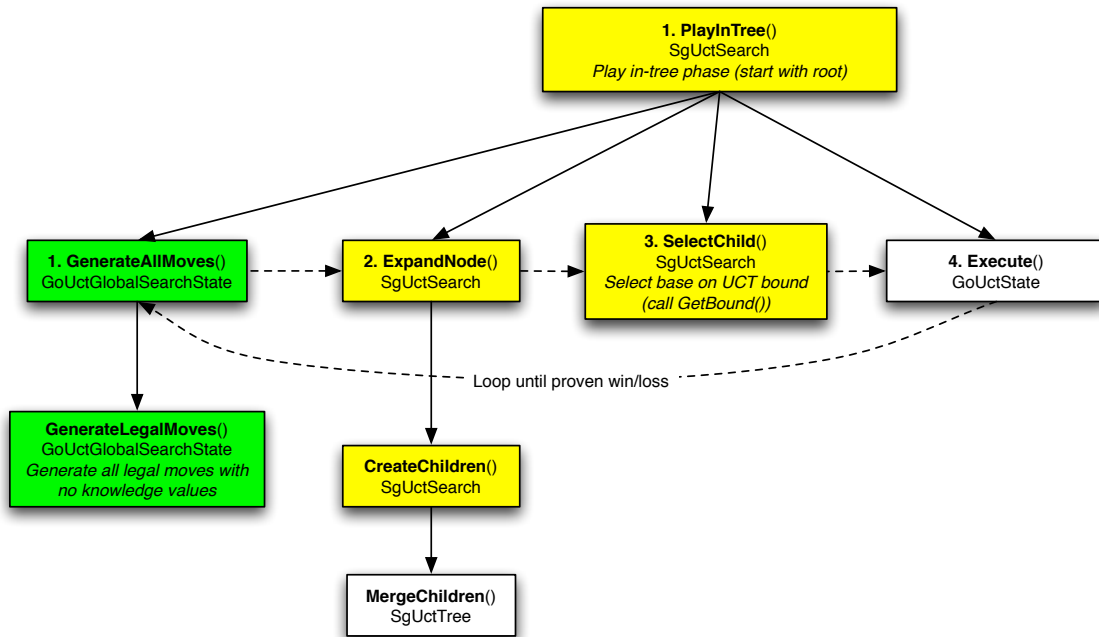 1. PlayInTree()
SgUctSearch
Play in-tree phase (start with root)
1. GenerateAllMoves()
GoUctGlobalSearchState
2. ExpandNode()
SgUctSearch
3. SelectChild()
SgUctSearch
Select base on UCT bound
(call GetBound())
4. Execute()
GoUctState
Loop until proven win/loss
GenerateLegalMoves()
GoUctGlobalSearchState
Generate all legal moves with
no knowledge values
CreateChildren()
SgUctSearch
MergeChildren()
SgUctTree